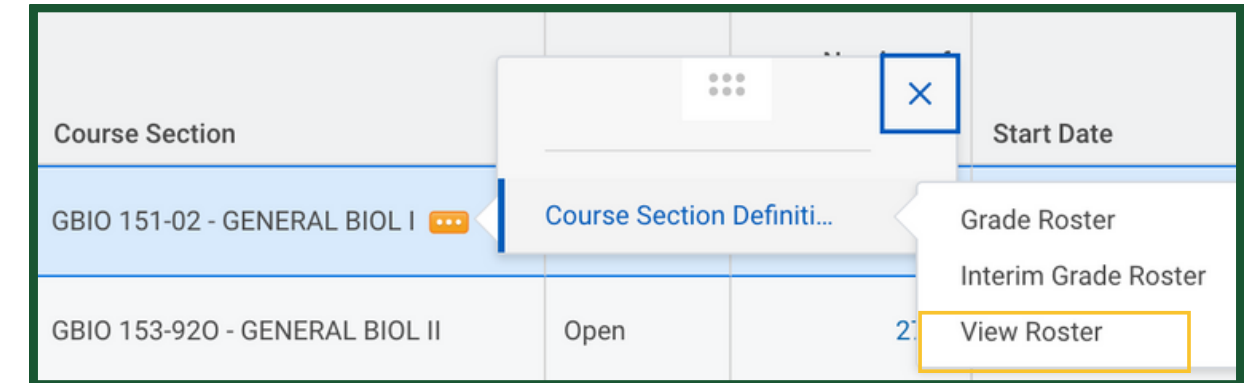 Course Section
Start Date
GBIO 151-02 - GENERAL BIOL I
Course Section Definiti...
Grade Roster
Interim Grade Roster
View Roster
GBIO 153-92O - GENERAL BIOL II
Open